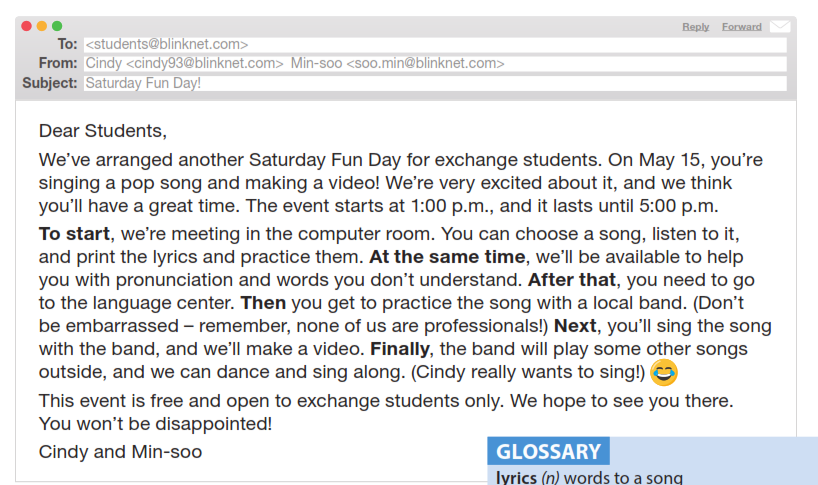 Reply Forward
To: <students@blinknet.com>
From: Cindy <cindy93@blinknet.com> Min-soo <soo.min@blinknet.com>
Subject: Saturday Fun Day!
Dear Students,
We’ve arranged another Saturday Fun Day for exchange students. On May 15, you’re
singing a pop song and making a video! We’re very excited about it, and we think
you’ll have a great time. The event starts at 1:00 p.m., and it lasts until 5:00 p.m.
To start, we’re meeting in the computer room. You can choose a song, listen to it,
and print the lyrics and practice them. At the same time, we’ll be available to help
you with pronunciation and words you don’t understand. After that, you need to go
to the language center. Then you get to practice the song with a local band. (Don’t
be embarrassed – remember, none of us are professionals!) Next, you’ll sing the song
with the band, and we’ll make a video. Finally, the band will play some other songs
outside, and we can dance and sing along. (Cindy really wants to sing!) 😂
This event is free and open to exchange students only. We hope to see you there.
You won’t be disappointed!
Cindy and Min-soo
GLOSSARY
lyrics (n) words to a song